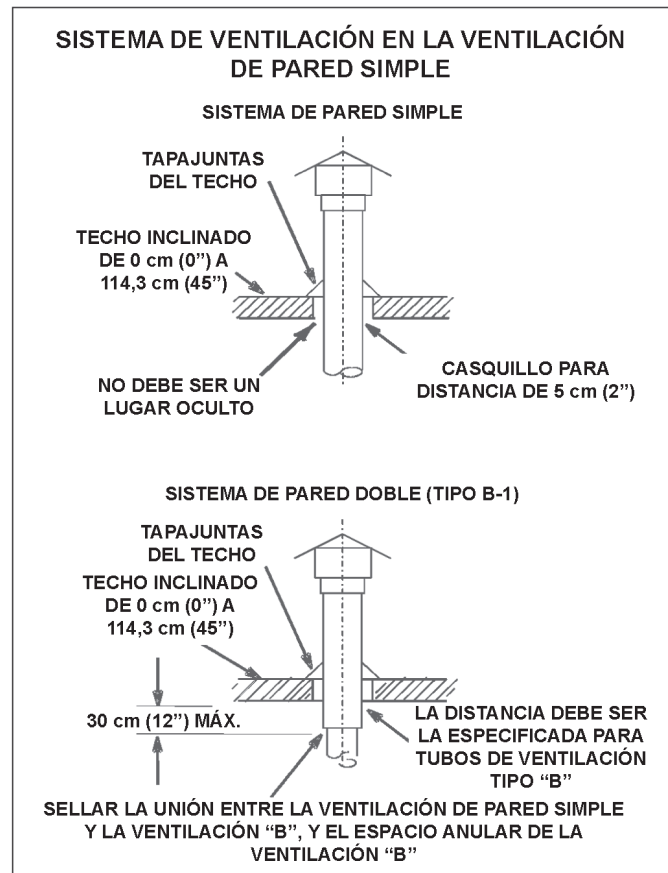 SISTEMA DE VENTILACIÓN EN LA VENTILACIÓN
DE PARED SIMPLE
SISTEMA DE PARED SIMPLE
TAPAJUNTAS
DEL TECHO
TECHO INCLINADO
DE 0 cm (0”) A
114,3 cm (45”)
NO DEBE SER UN
LUGAR OCULTO
CASQUILLO PARA
DISTANCIA DE 5 cm (2”)
SISTEMA DE PARED DOBLE (TIPO B-1)
TAPAJUNTAS
DEL TECHO
TECHO INCLINADO
DE 0 cm (0”) A
114,3 cm (45”)
30 cm (12”) MÁX.
LA DISTANCIA DEBE SER
LA ESPECIFICADA PARA
TUBOS DE VENTILACIÓN
TIPO “B”
SELLAR LA UNIÓN ENTRE LA VENTILACIÓN DE PARED SIMPLE
Y LA VENTILACIÓN “B”, Y EL ESPACIO ANULAR DE LA
VENTILACIÓN “B”